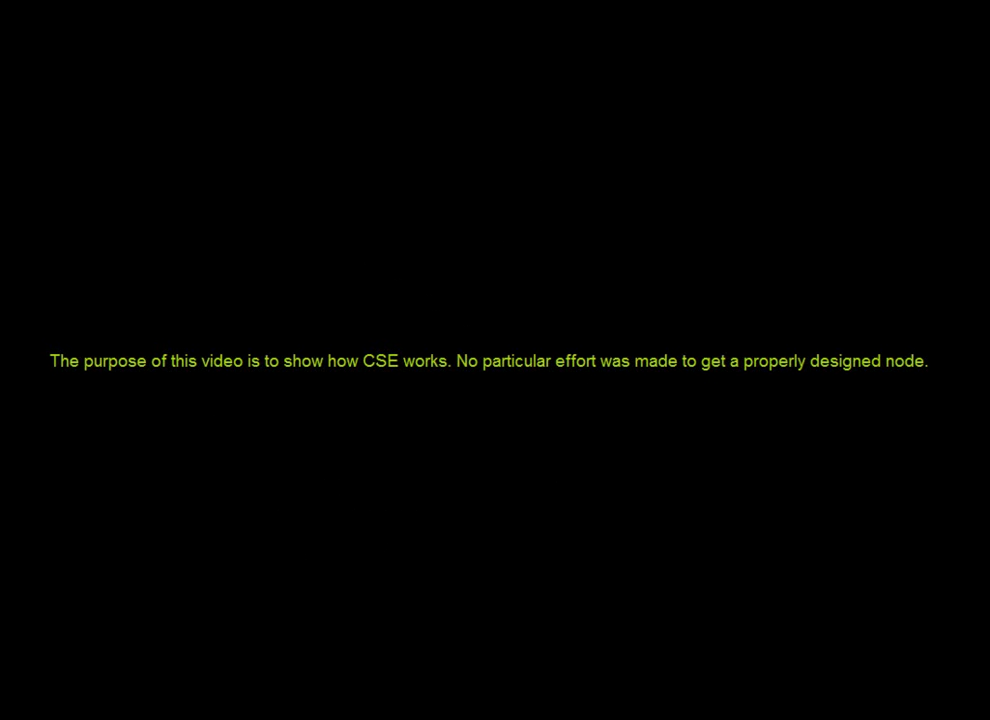 The purpose of this video is to show how CSE works. No particular effort was made to get a properly designed node.